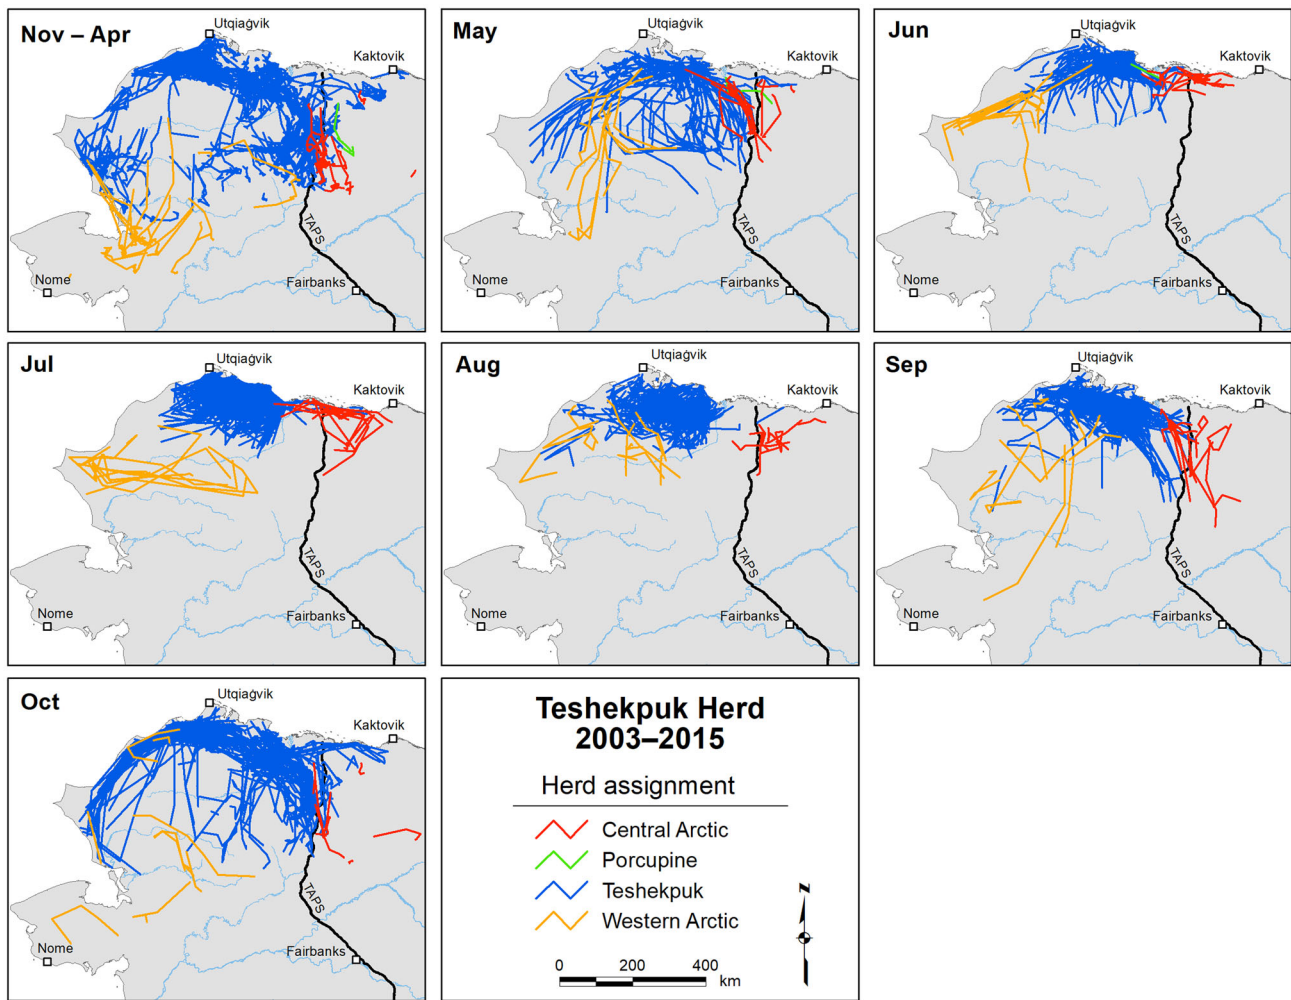 Nov – Apr
Utqiaġvik
Kaktovik
TAPS
Nome
Fairbanks
May
Utqiaġvik
Kaktovik
TAPS
Nome
Fairbanks
Jun
Utqiaġvik
Kaktovik
TAPS
Nome
Fairbanks
Jul
Utqiaġvik
Kaktovik
TAPS
Nome
Fairbanks
Aug
Utqiaġvik
Kaktovik
TAPS
Nome
Fairbanks
Sep
Utqiaġvik
Kaktovik
TAPS
Nome
Fairbanks
Oct
Utqiaġvik
Kaktovik
TAPS
Nome
Fairbanks
Teshekpuk Herd
2003–2015
Herd assignment
Central Arctic
Porcupine
Teshekpuk
Western Arctic
N
0 200 400
km